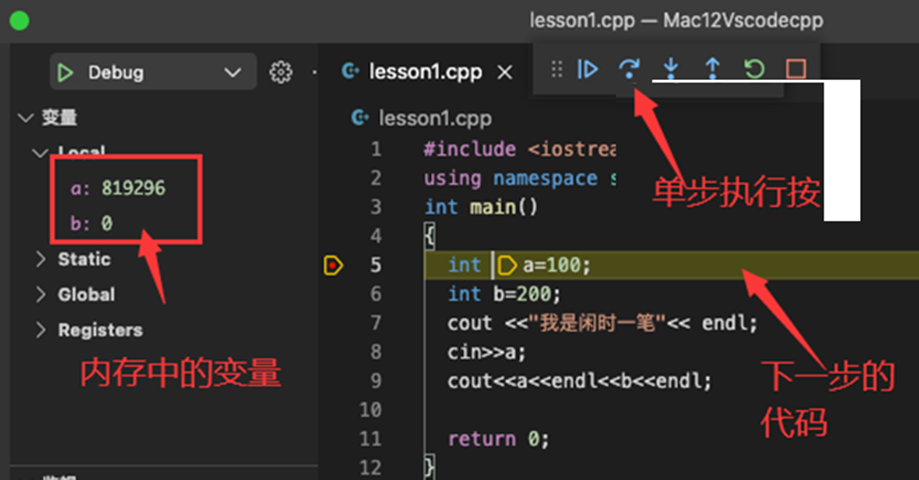 lesson1.cpp — Mac12Vscodecpp
Debug
lesson1.cpp
变量
Local
a: 819296
b: 0
Static
Global
Registers
内存中的变量
lesson1.cpp
1 #include <iostrea
2 using namespace s
3 int main()
4 {
5 int a=100;
6 int b=200;
7 cout <<"我是闲时一笔"<< endl;
8 cin>>a;
9 cout<<a<<endl<<b<<endl;
10
11 return 0;
12 }
单步执行按
下一步的
代码